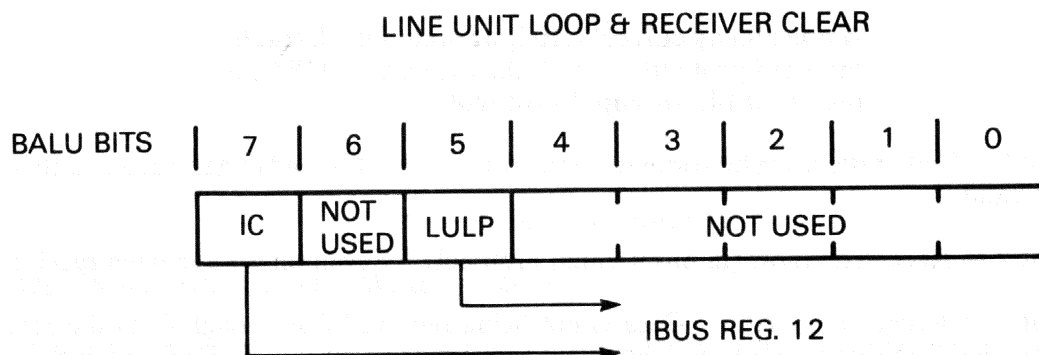 LINE UNIT LOOP & RECEIVER CLEAR
BALU BITS 7 6 5 4 3 2 1 0
IC NOT USED LULP NOT USED
IBUS REG. 12